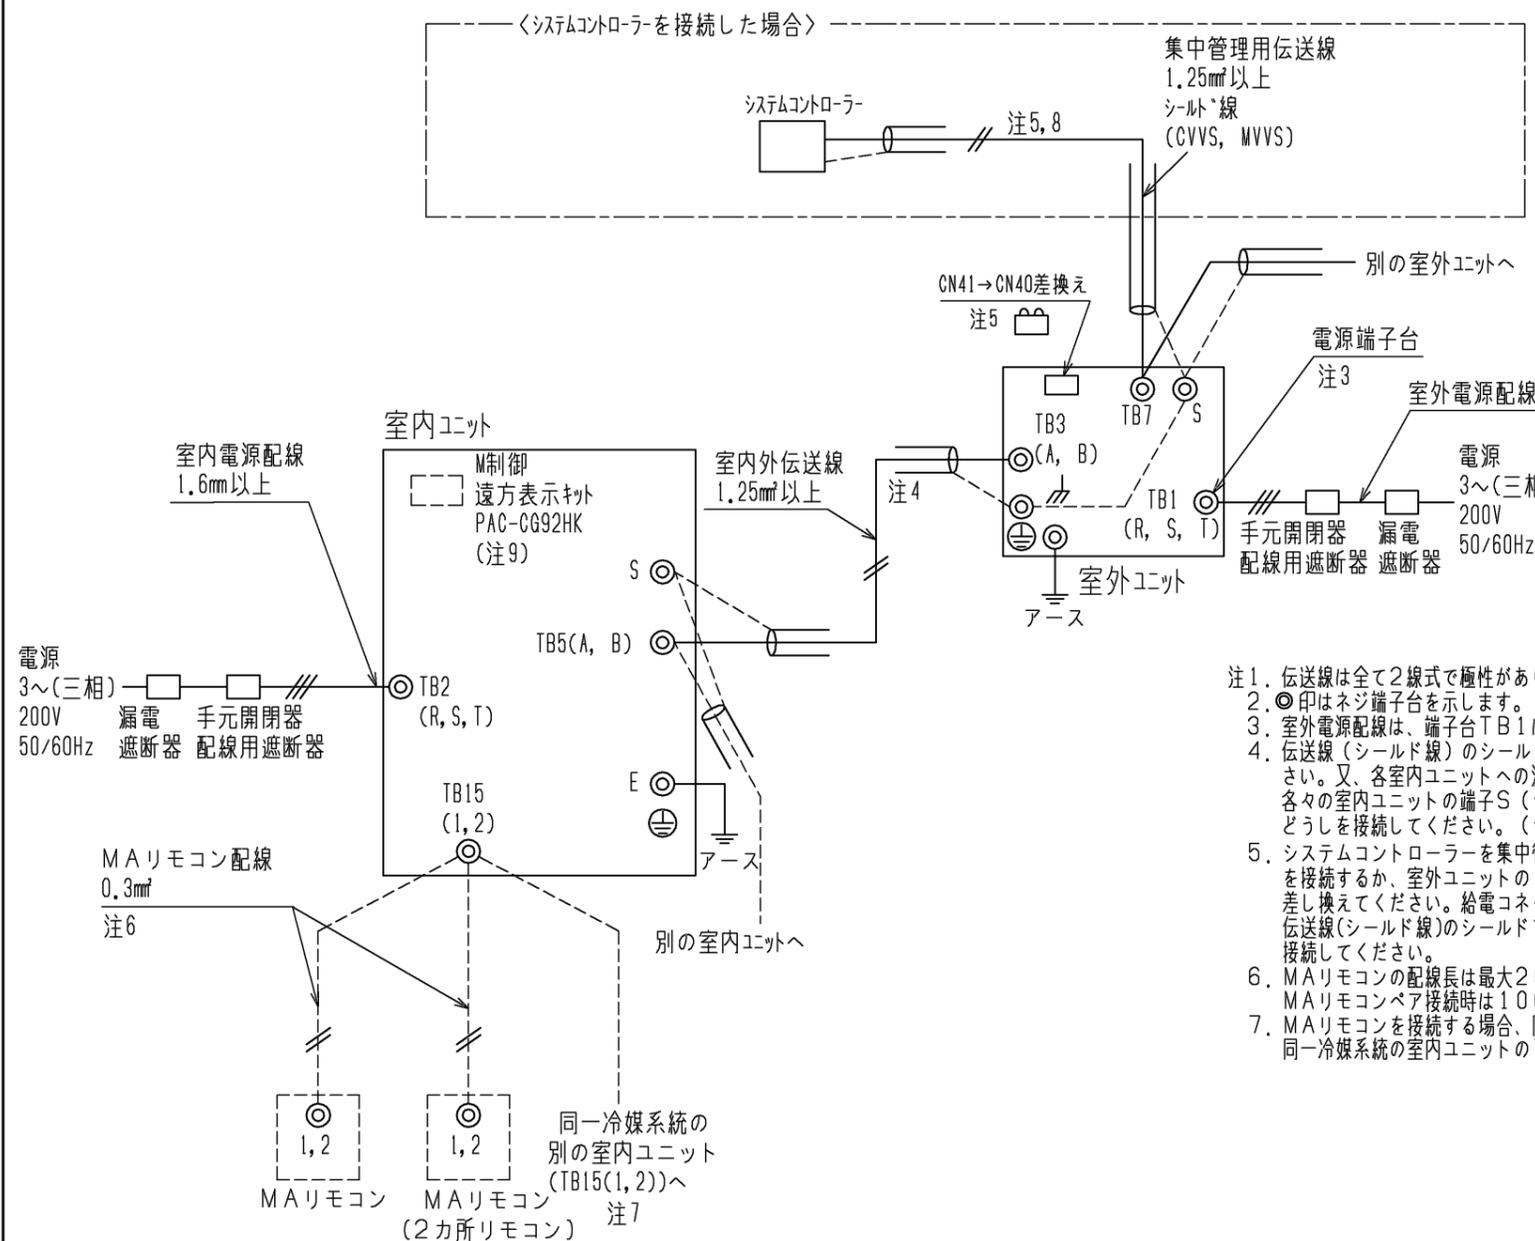 〈システムコントローラーを接続した場合〉
集中管理用伝送線
1.25㎟以上
シールド線
(CVVS, MVVS)
システムコントローラー
注5,8
別の室外ユニットへ
CN41→CN40差換え
注5
電源端子台
注3
室外電源配線
TB7
S
TB3
(A, B)
TB1
(R, S, T)
電源
3～(三相
200V
50/60Hz
手元開閉器
配線用遮断器
漏電
遮断器
室外ユニット
アース
室内ユニット
M制御
遠方表示キット
PAC-CG92HK
(注9)
室内電源配線
1.6mm以上
室内外伝送線
1.25㎟以上
注4
S
TB5(A, B)
電源
3～(三相)
200V
50/60Hz
漏電
遮断器
手元開閉器
配線用遮断器
TB2
(R,S,T)
E
アース
TB15
(1,2)
MAリモコン配線
0.3㎟
注6
別の室内ユニットへ
1,2
MAリモコン
1,2
MAリモコン
(2カ所リモコン)
同一冷媒系統の
別の室内ユニット
(TB15(1,2))へ
注7
注1. 伝送線は全て2線式で極性があ
2. ◎印はネジ端子台を示します。
3. 室外電源配線は、端子台TB1
4. 伝送線(シールド線)のシール
さい。又、各室内ユニットへの
各々の室内ユニットの端子S(
どうしを接続してください。(
5. システムコントローラーを集中
を接続するか、室外ユニットの
差し換えてください。給電コネ
伝送線(シールド線)のシールド
接続してください。
6. MAリモコンの配線長は最大2
MAリモコンペア接続時は10
7. MAリモコンを接続する場合、
同一冷媒系統の室内ユニットの